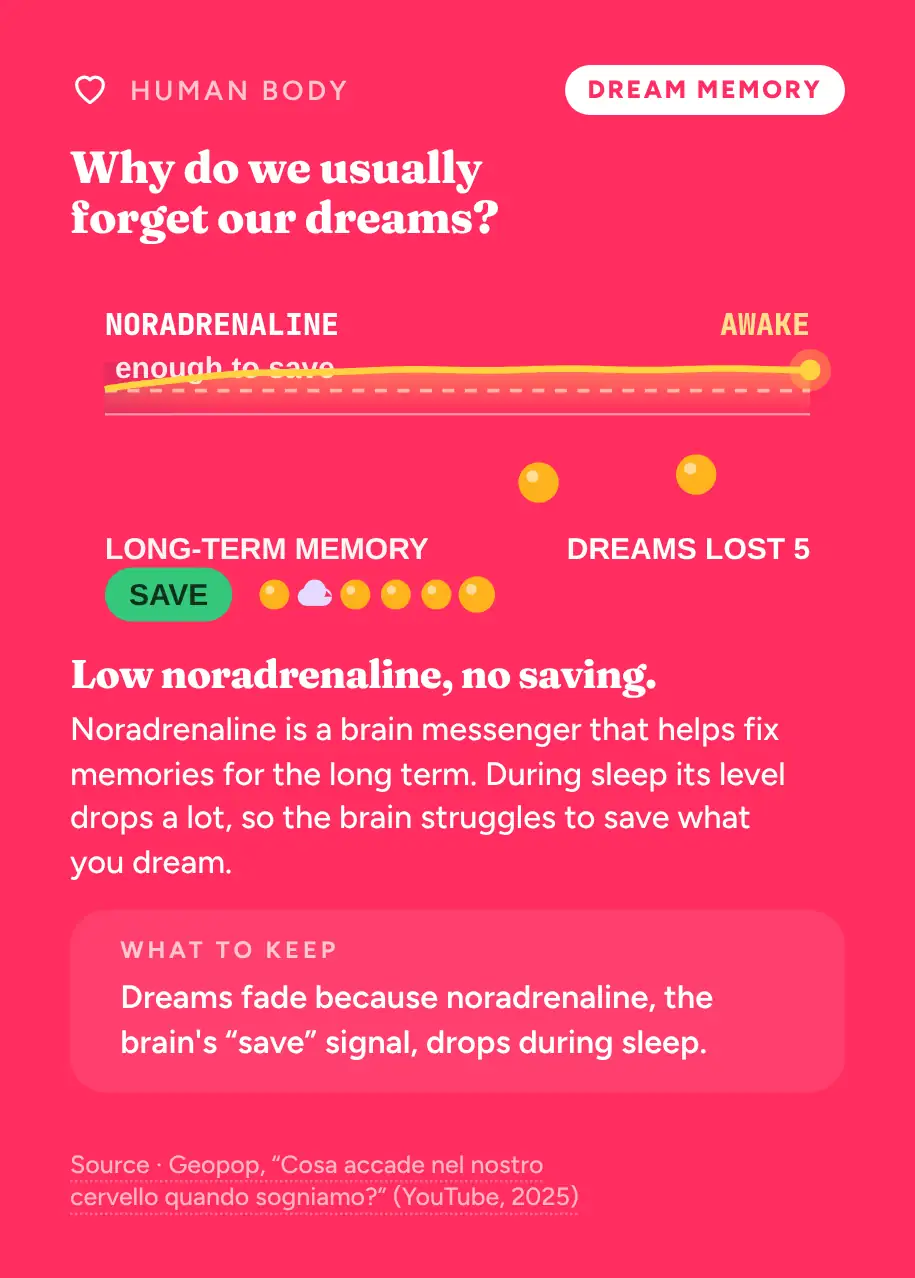 HUMAN BODY
DREAM MEMORY
Why do we usually
forget our dreams?
NORADRENALINE
AWAKE
enough to save
LONG-TERM MEMORY
DREAMS LOST 5
SAVE
Low noradrenaline, no saving.
Noradrenaline is a brain messenger that helps fix
memories for the long term. During sleep its level
drops a lot, so the brain struggles to save what
you dream.
WHAT TO KEEP
Dreams fade because noradrenaline, the
brain's “save” signal, drops during sleep.
Source · Geopop, “Cosa accade nel nostro
cervello quando sogniamo?” (YouTube, 2025)